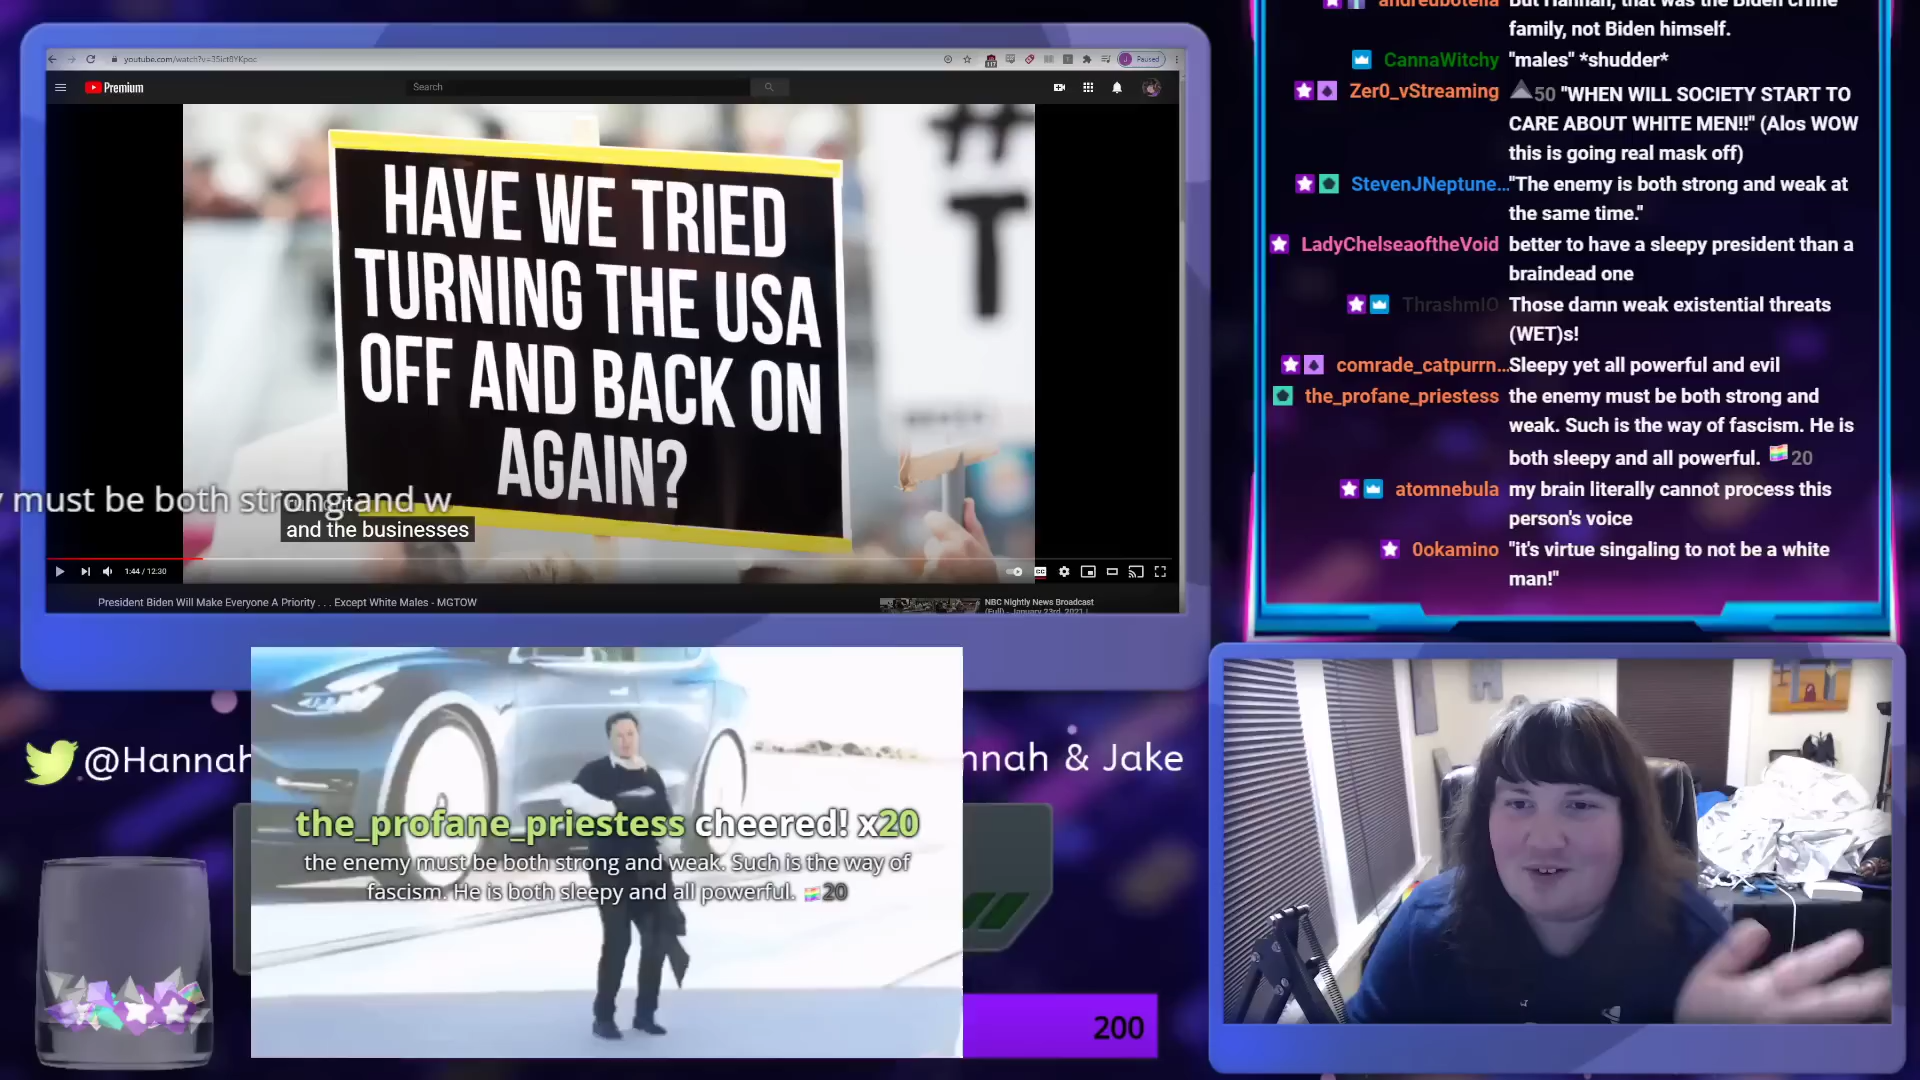 youtube.com/watch?v=35ict8YKpoc
Paused
Premium
Search
HAVE WE TRIED
TURNING THE USA
OFF AND BACK ON
AGAIN?
#
T
must be both strong and w
and the businesses
1:44 / 12:30
President Biden Will Make Everyone A Priority . . . Except White Males - MGTOW
NBC Nightly News Broadcast
(Full) - January 23rd, 2021 |
family, not Biden himself.
CannaWitchy "males" *shudder*
Zer0_vStreaming 50 "WHEN WILL SOCIETY START TO
CARE ABOUT WHITE MEN!!" (Alos WOW
this is going real mask off)
StevenJNeptune... "The enemy is both strong and weak at
the same time."
LadyChelseaoftheVoid better to have a sleepy president than a
braindead one
ThrashmIO Those damn weak existential threats
(WET)s!
comrade_catpurrn... Sleepy yet all powerful and evil
the_profane_priestess the enemy must be both strong and
weak. Such is the way of fascism. He is
both sleepy and all powerful. 20
atomnebula my brain literally cannot process this
person's voice
0okamino "it's virtue singaling to not be a white
man!"
@Hannah
nnah & Jake
the_profane_priestess cheered! x20
the enemy must be both strong and weak. Such is the way of
fascism. He is both sleepy and all powerful. 20
200